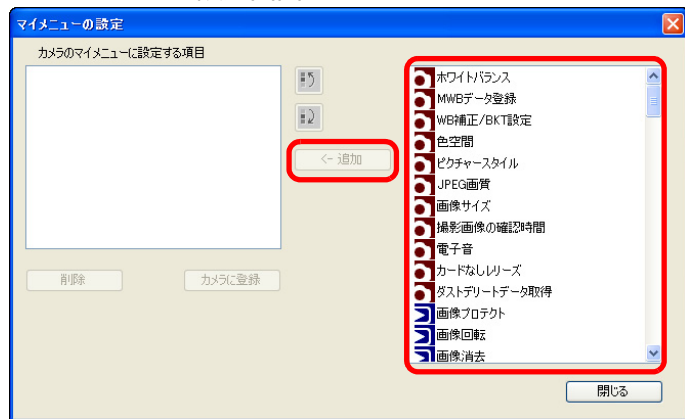 マイメニューの設定
カメラのマイメニューに設定する項目
<- 追加
削除
カメラに登録
ホワイトバランス
MWBデータ登録
WB補正/BKT設定
色空間
ピクチャースタイル
JPEG画質
画像サイズ
撮影画像の確認時間
電子音
カードなしレリーズ
ダストデリートデータ取得
画像プロテクト
画像回転
画像消去
閉じる